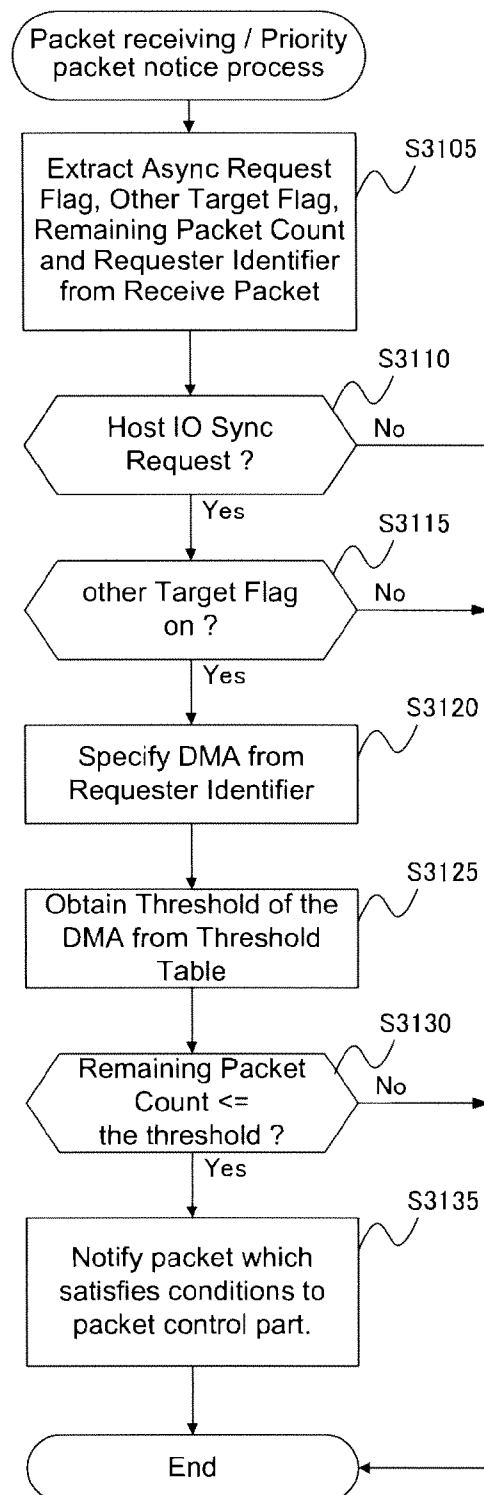 Packet receiving / Priority
packet notice process
S3105
Extract Async Request
Flag, Other Target Flag,
Remaining Packet Count
and Requester Identifier
from Receive Packet
S3110
Host IO Sync
Request ?
No
Yes
S3115
other Target Flag
on ?
No
Yes
S3120
Specify DMA from
Requester Identifier
S3125
Obtain Threshold of the
DMA from Threshold
Table
S3130
Remaining Packet
Count <=
the threshold ?
No
Yes
S3135
Notify packet which
satisfies conditions to
packet control part.
End